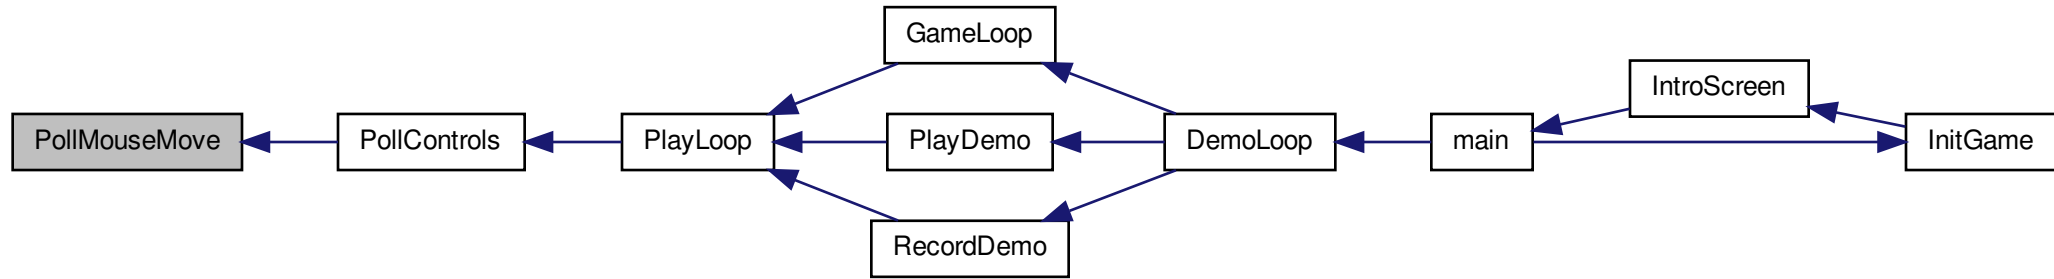 GameLoop
IntroScreen
PollMouseMove
PollControls
PlayLoop
PlayDemo
DemoLoop
main
InitGame
RecordDemo